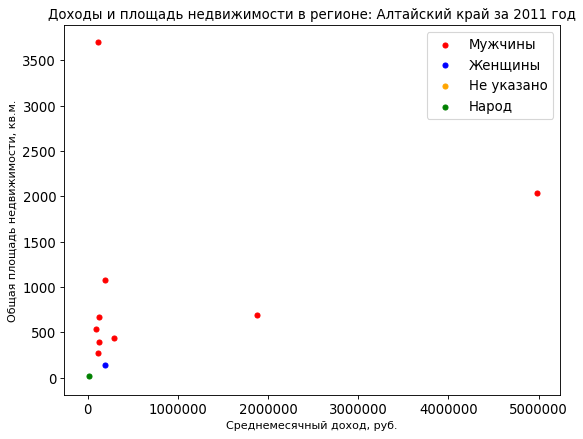 Доходы и площадь недвижимости в регионе: Алтайский край за 2011 год
Мужчины
Женщины
Не указано
Народ
Общая площадь недвижимости, кв.м.
3500
3000
2500
2000
1500
1000
500
0
0 1000000 2000000 3000000 4000000 5000000
Среднемесячный доход, руб.